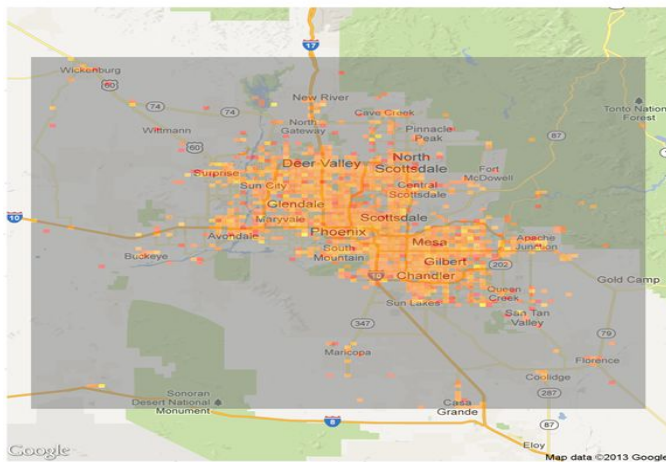 17
Wickenburg
60
New River
Tonto National
Forest
74
74
Cave Creek
North
Gateway
Wittmann
Pinnacle
Peak
87
60
Deer Valley
North
Scottsdale
Surprise
Fort
McDowell
Sun City
Central
Scottsdale
Glendale
Maryvale
Scottsdale
10
Phoenix
Avondale
Mesa
Apache
Junction
South
Mountain
Buckeye
Gilbert
202
10
Chandler
Gold Camp
Queen
Creek
Sun Lakes
San Tan
Valley
347
79
Maricopa
Florence
Coolidge
287
Sonoran
Desert National
Monument
Casa
Grande
8
87
Eloy
Google
Map data ©2013 Google